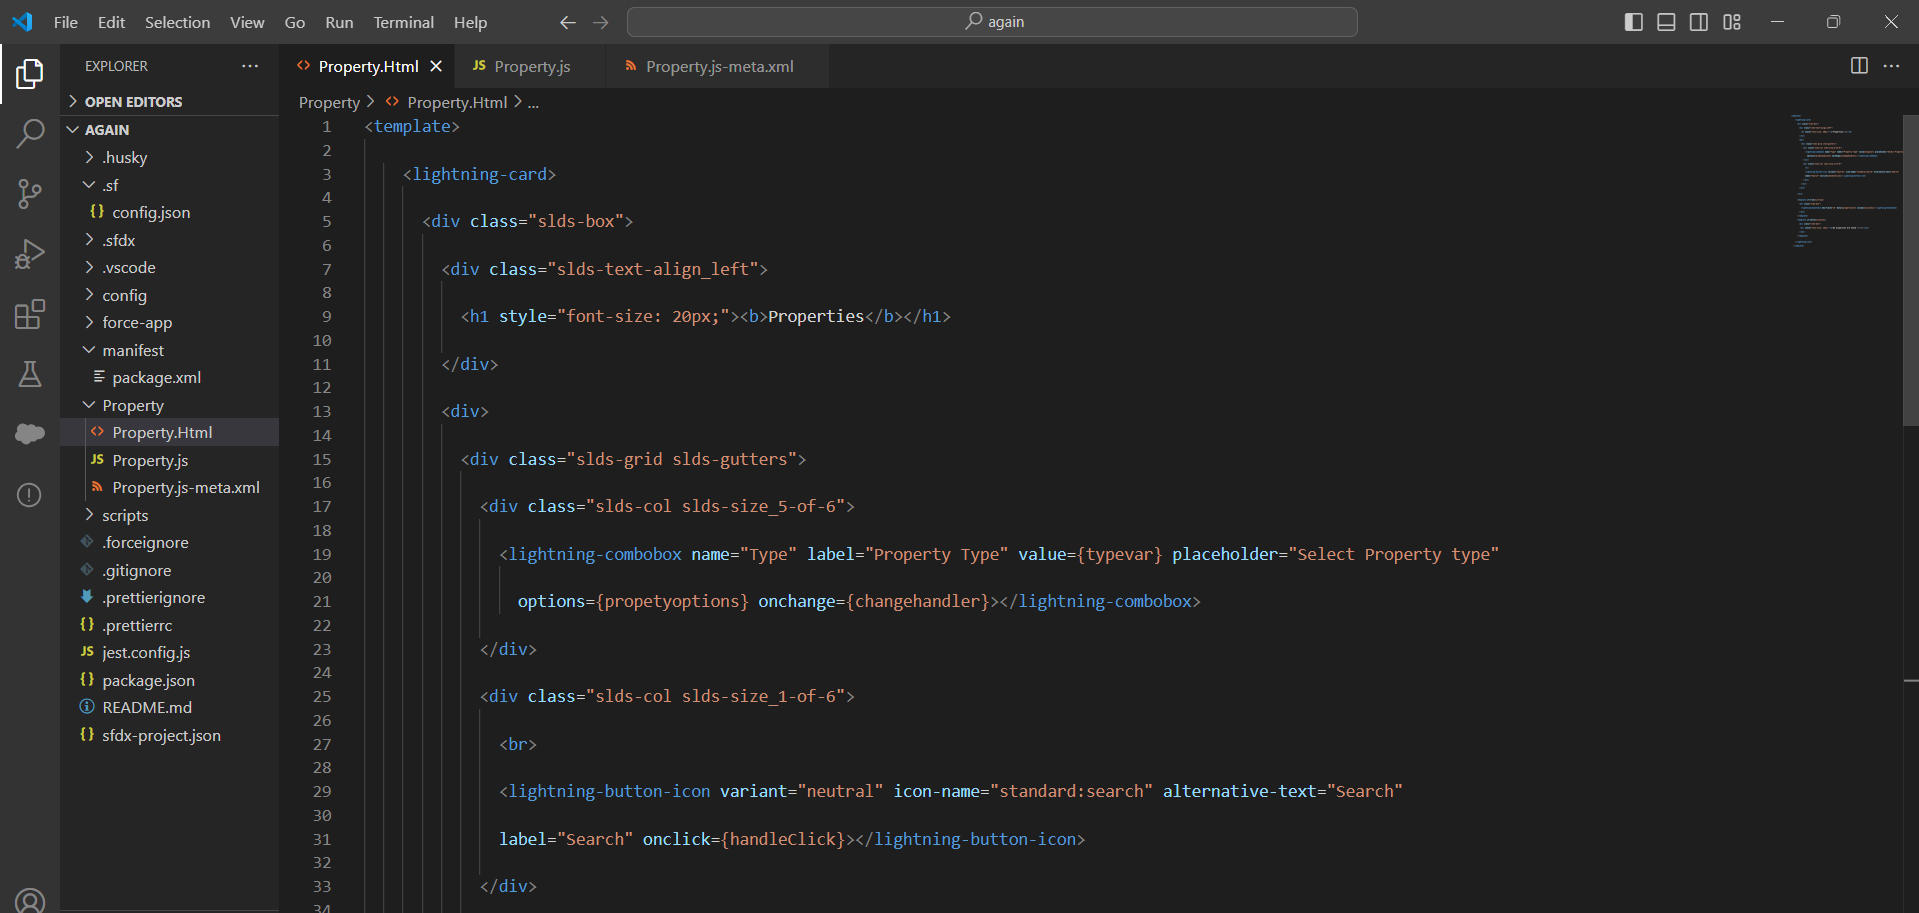 File Edit Selection View Go Run Terminal Help
again
EXPLORER
OPEN EDITORS
AGAIN
.husky
.sf
{} config.json
.sfdx
.vscode
config
force-app
manifest
package.xml
Property
<> Property.Html
JS Property.js
Property.js-meta.xml
scripts
.forceignore
.gitignore
.prettierignore
{} .prettierrc
JS jest.config.js
{} package.json
README.md
{} sfdx-project.json
<> Property.Html
JS Property.js
Property.js-meta.xml
Property > <> Property.Html > ...
1 <template>
2
3 <lightning-card>
4
5 <div class="slds-box">
6
7 <div class="slds-text-align_left">
8
9 <h1 style="font-size: 20px;"><b>Properties</b></h1>
10
11 </div>
12
13 <div>
14
15 <div class="slds-grid slds-gutters">
16
17 <div class="slds-col slds-size_5-of-6">
18
19 <lightning-combobox name="Type" label="Property Type" value={typevar} placeholder="Select Property type"
20
21 options={propetyoptions} onchange={changehandler}></lightning-combobox>
22
23 </div>
24
25 <div class="slds-col slds-size_1-of-6">
26
27 <br>
28
29 <lightning-button-icon variant="neutral" icon-name="standard:search" alternative-text="Search"
30
31 label="Search" onclick={handleClick}></lightning-button-icon>
32
33 </div>
34